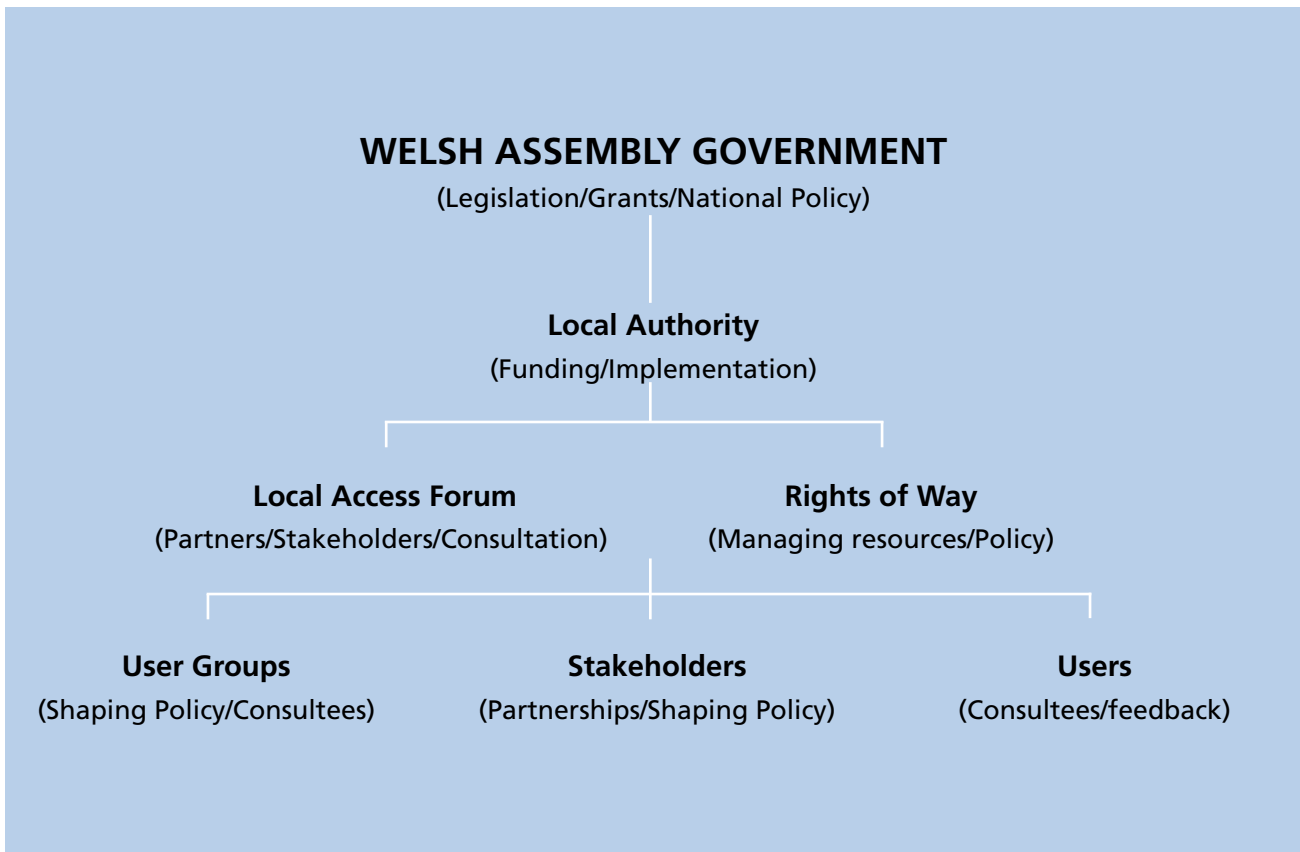 WELSH ASSEMBLY GOVERNMENT
(Legislation/Grants/National Policy)
Local Authority
(Funding/Implementation)
Local Access Forum
(Partners/Stakeholders/Consultation)
Rights of Way
(Managing resources/Policy)
User Groups
(Shaping Policy/Consultees)
Stakeholders
(Partnerships/Shaping Policy)
Users
(Consultees/feedback)